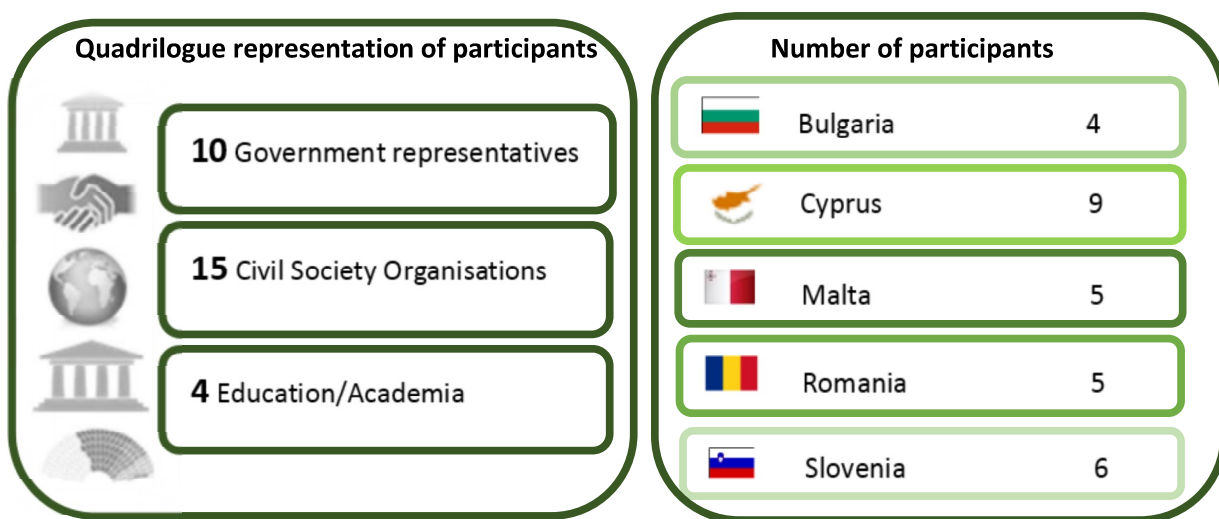 Quadrilogue representation of participants
10 Government representatives
15 Civil Society Organisations
4 Education/Academia
Number of participants
Bulgaria 4
Cyprus 9
Malta 5
Romania 5
Slovenia 6